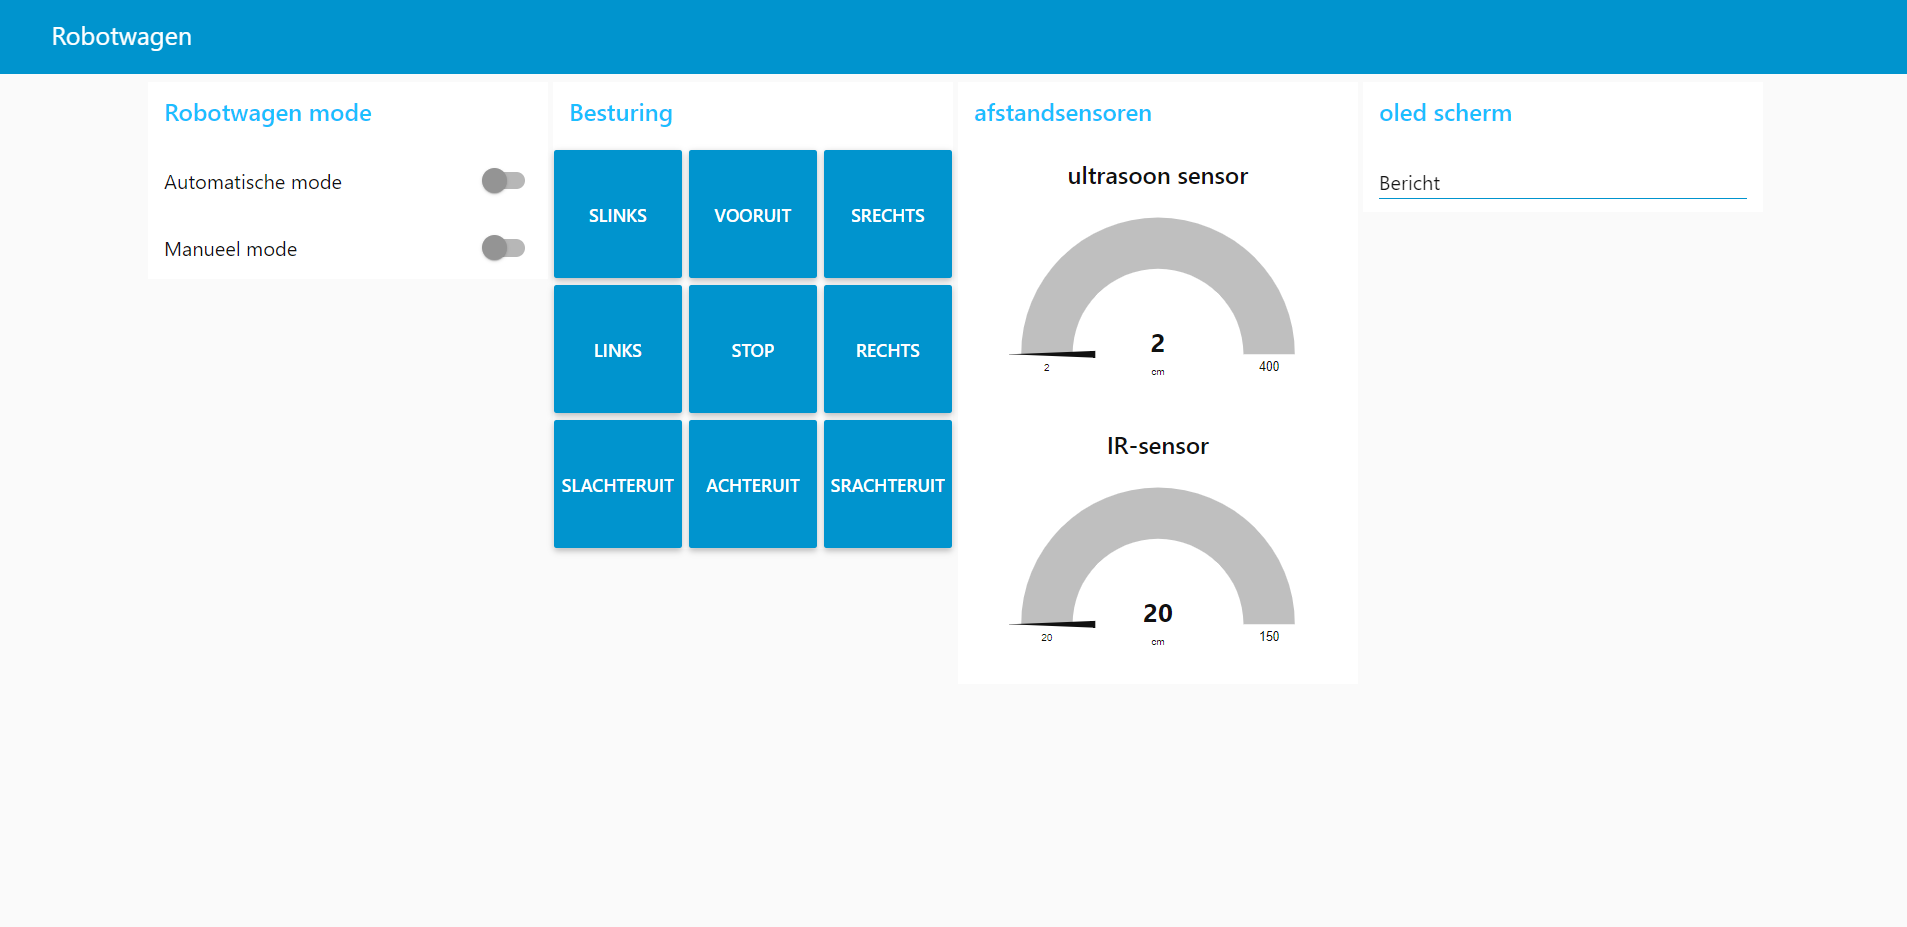 Robotwagen
Robotwagen mode
Automatische mode
Manueel mode
Besturing
SLINKS VOORUIT SRECHTS
LINKS STOP RECHTS
SLACHTERUIT ACHTERUIT SRACHTERUIT
afstandsensoren
ultrasoon sensor
2
cm
2 400
IR-sensor
20
cm
20 150
oled scherm
Bericht